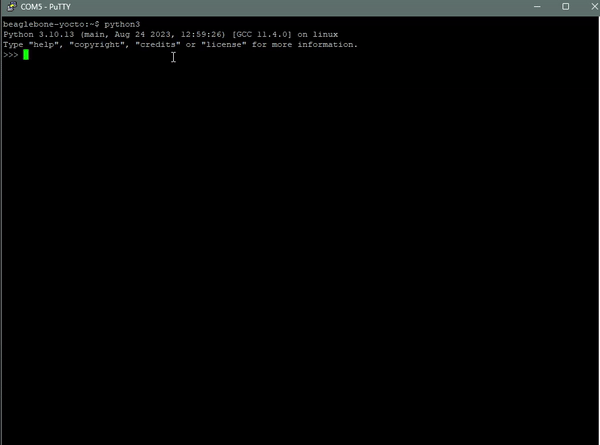 COM5 - PuTTY
beaglebone-yocto:~$ python3
Python 3.10.13 (main, Aug 24 2023, 12:59:26) [GCC 11.4.0] on linux
Type "help", "copyright", "credits" or "license" for more information.
>>>